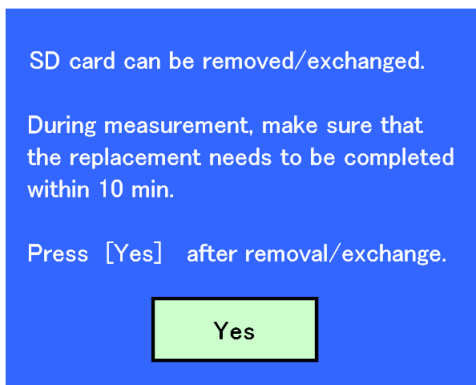 SD card can be removed/exchanged.
During measurement, make sure that
the replacement needs to be completed
within 10 min.
Press [Yes] after removal/exchange.
Yes